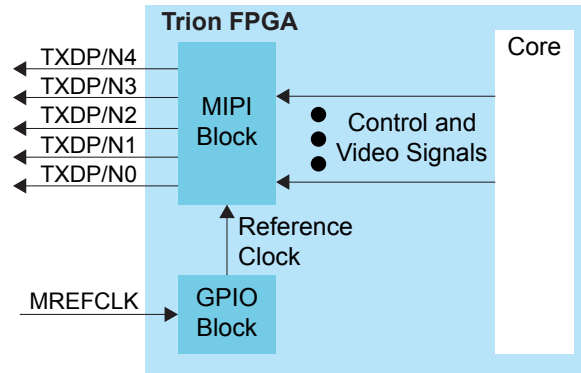 Trion FPGA
TXDP/N4
TXDP/N3
TXDP/N2
TXDP/N1
TXDP/N0
MIPI
Block
Control and
Video Signals
Core
Reference
Clock
MREFCLK
GPIO
Block